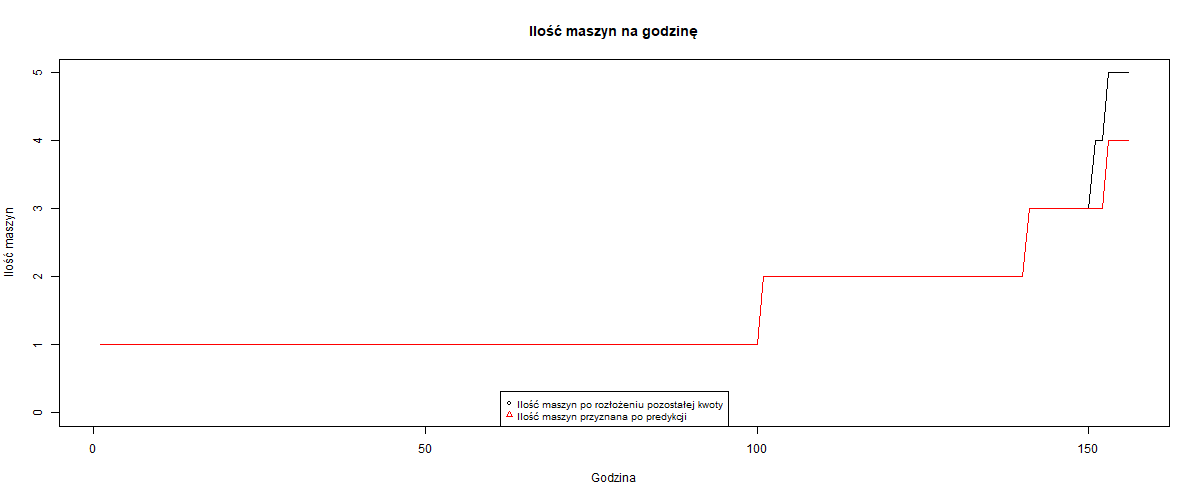 Ilość maszyn na godzinę
Ilość maszyn
5
4
3
2
1
0
Ilość maszyn po rozłożeniu pozostałej kwoty
Ilość maszyn przyznana po predykcji
0 50 100 150
Godzina